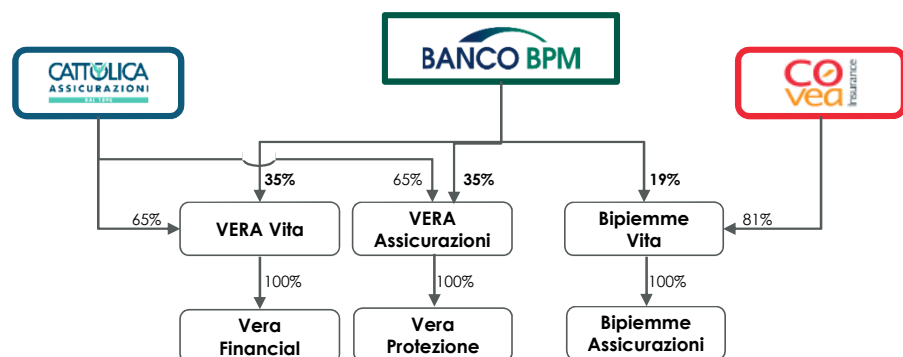 BANCO BPM
CATTOLICA
ASSICURAZIONI
DAL 1896
COvea
Insurance
35%
65%
35%
19%
65%
VERA Vita
VERA
Assicurazioni
Bipiemme
Vita
81%
100%
100%
100%
Vera
Financial
Vera
Protezione
Bipiemme
Assicurazioni